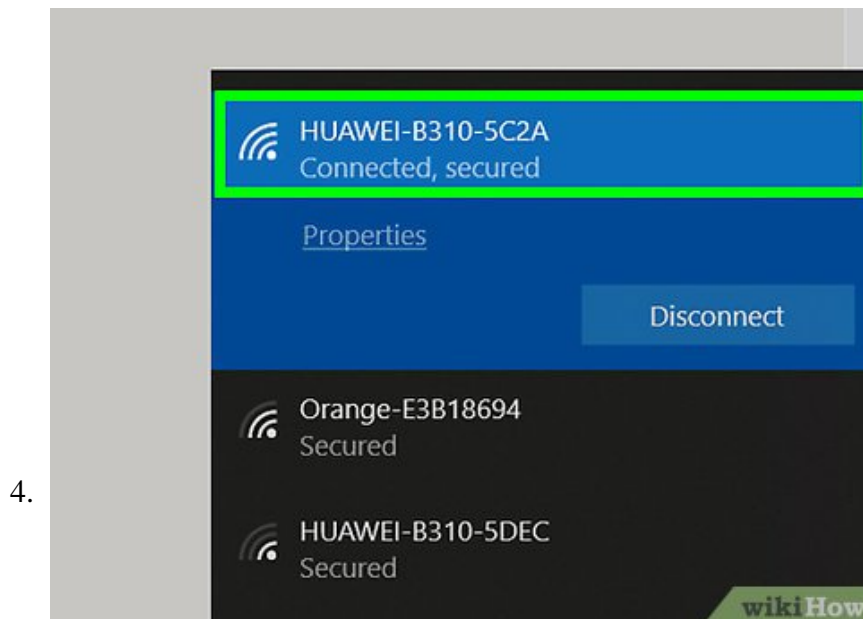 HUAWEI-B310-5C2A
Connected, secured
Properties
Disconnect
Orange-E3B18694
Secured
4.
HUAWEI-B310-5DEC
Secured
wikiHow